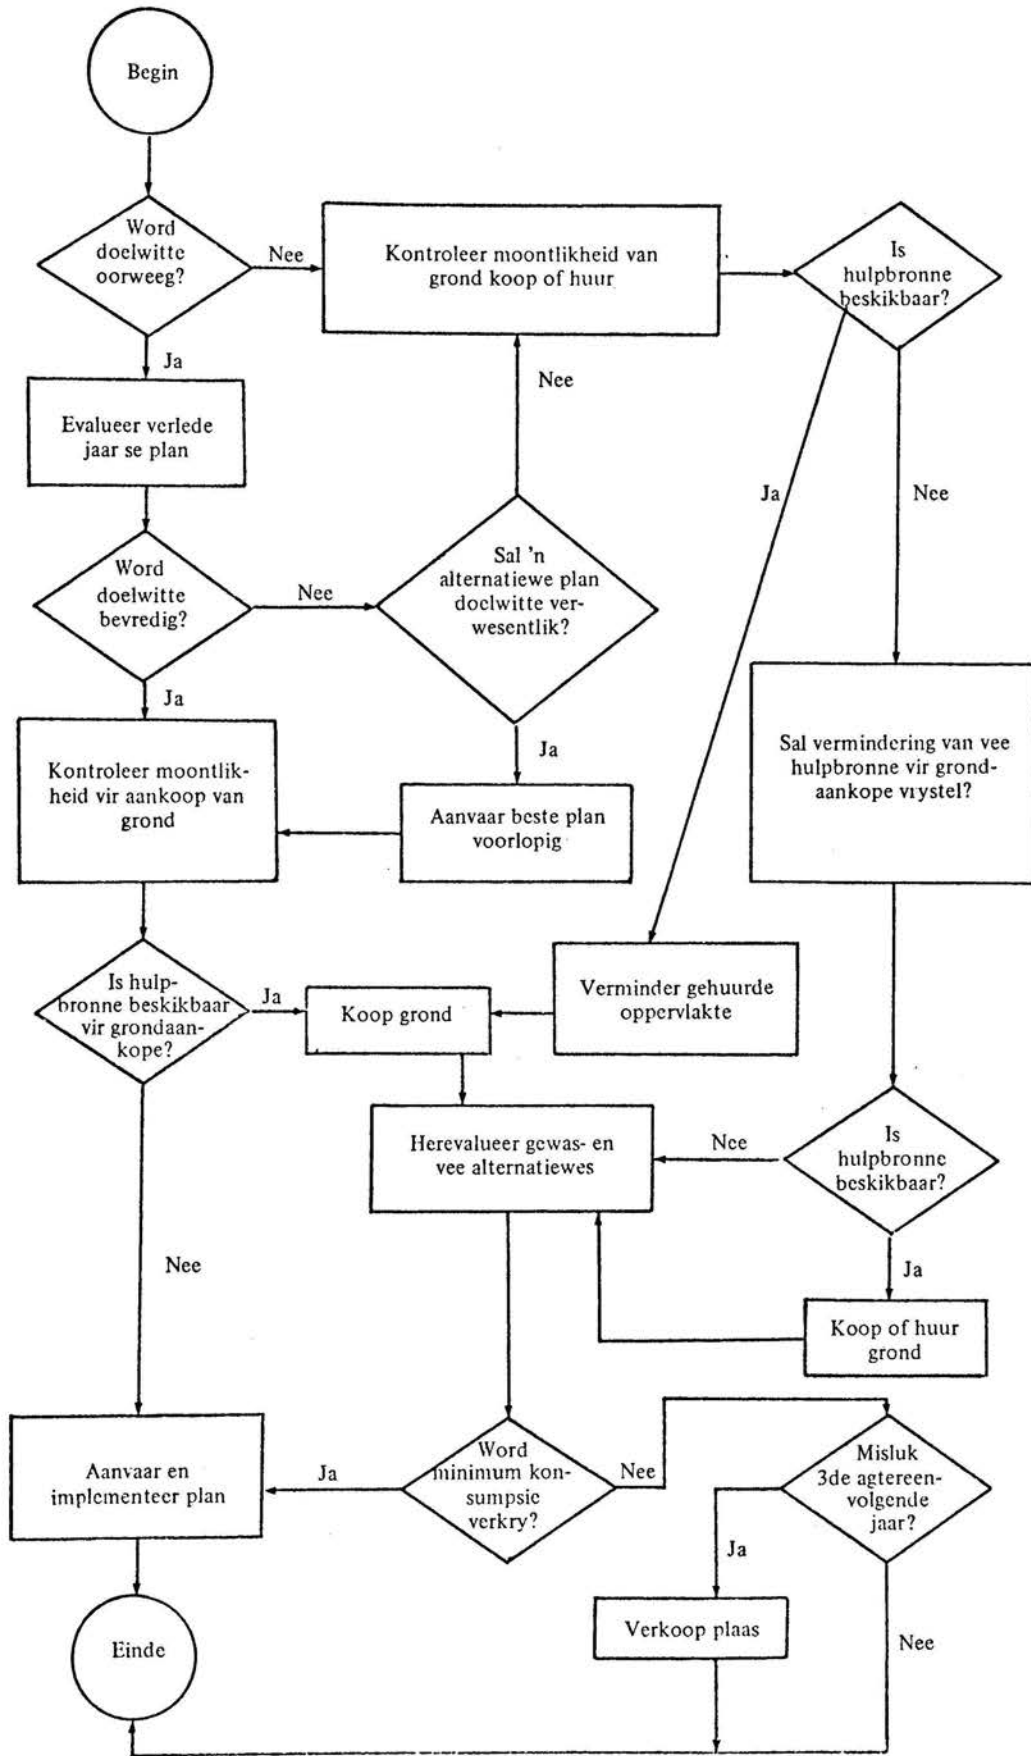 Begin
Word
doelwitte
oorweeg?
Nee
Kontroleer moontlikheid van
grond koop of huur
Is
hulpbronne
beskikbaar?
Ja
Nee
Evalueer verlede
jaar se plan
Ja
Nee
Word
doelwitte
bevredig?
Nee
Sal 'n
alternatiewe plan
doelwitte ver-
wesentlik?
Ja
Ja
Kontroleer moontlik-
heid vir aankoop van
grond
Aanvaar beste plan
voorlopig
Sal vermindering van vee
hulpbronne vir grond-
aankope vrystel?
Is hulp-
bronne beskikbaar
vir grondaan-
kope?
Ja
Koop grond
Verminder gehuurde
oppervlakte
Herevalueer gewas- en
vee alternatiewes
Nee
Is
hulpbronne
beskikbaar?
Nee
Ja
Koop of huur
grond
Aanvaar en
implementeer plan
Ja
Word
minimum kon-
sumpsie
verkry?
Nee
Misluk
3de agtereen-
volgende
jaar?
Ja
Verkoop plaas
Nee
Einde